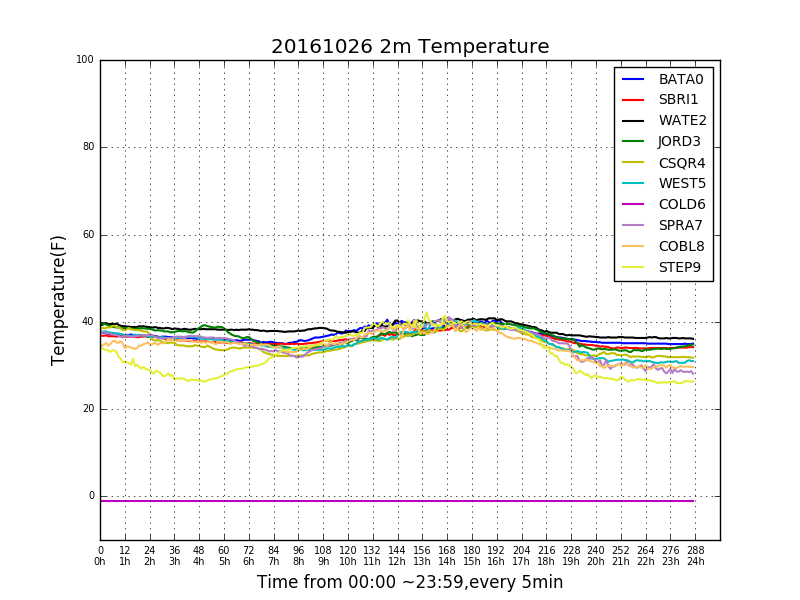 20161026 2m Temperature
100
80
60
40
20
0
Temperature(F)
BATA0
SBRI1
WATE2
JORD3
CSQR4
WEST5
COLD6
SPRA7
COBL8
STEP9
0 12 24 36 48 60 72 84 96 108 120 132 144 156 168 180 192 204 216 228 240 252 264 276 288
0h 1h 2h 3h 4h 5h 6h 7h 8h 9h 10h 11h 12h 13h 14h 15h 16h 17h 18h 19h 20h 21h 22h 23h 24h
Time from 00:00 ~23:59,every 5min